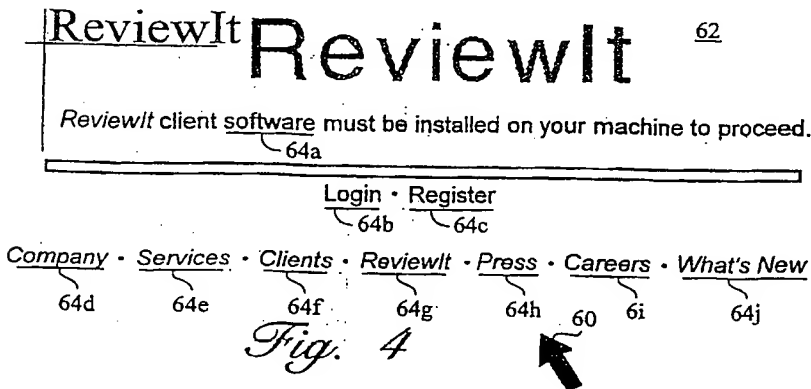 ReviewIt ReviewIt 62
ReviewIt client software must be installed on your machine to proceed.
64a
Login · Register
64b 64c
Company · Services · Clients · ReviewIt · Press · Careers · What's New
64d 64e 64f 64g 64h 6i 64j
60
Fig. 4